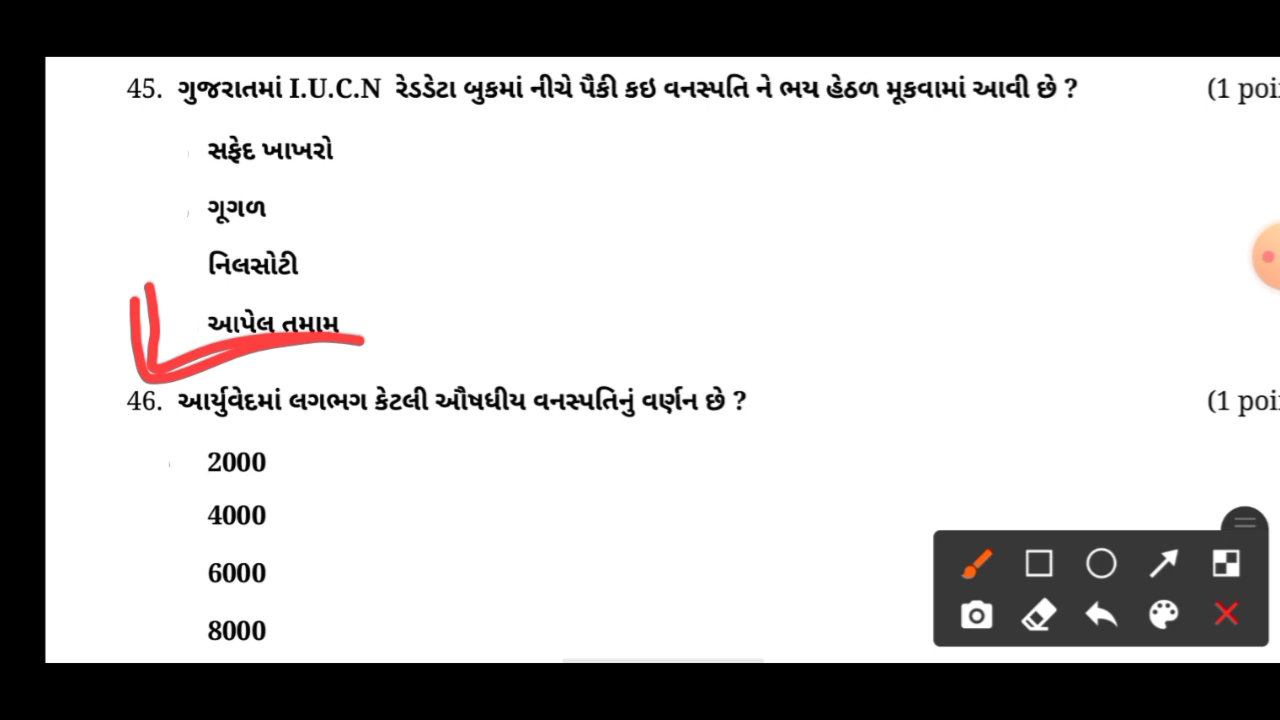 45. ગુજરાતમાં I.U.C.N રેડડેટા બુકમાં નીચે પૈકી કઇ વનસ્પતિ ને ભય હેઠળ મૂકવામાં આવી છે ? (1 poi
સફેદ ખાખરો
ગૂગળ
નિલસોટી
આપેલ તમામ
46. આર્યુવેદમાં લગભગ કેટલી ઔષધીય વનસ્પતિનું વર્ણન છે ? (1 poi
2000
4000
6000
8000